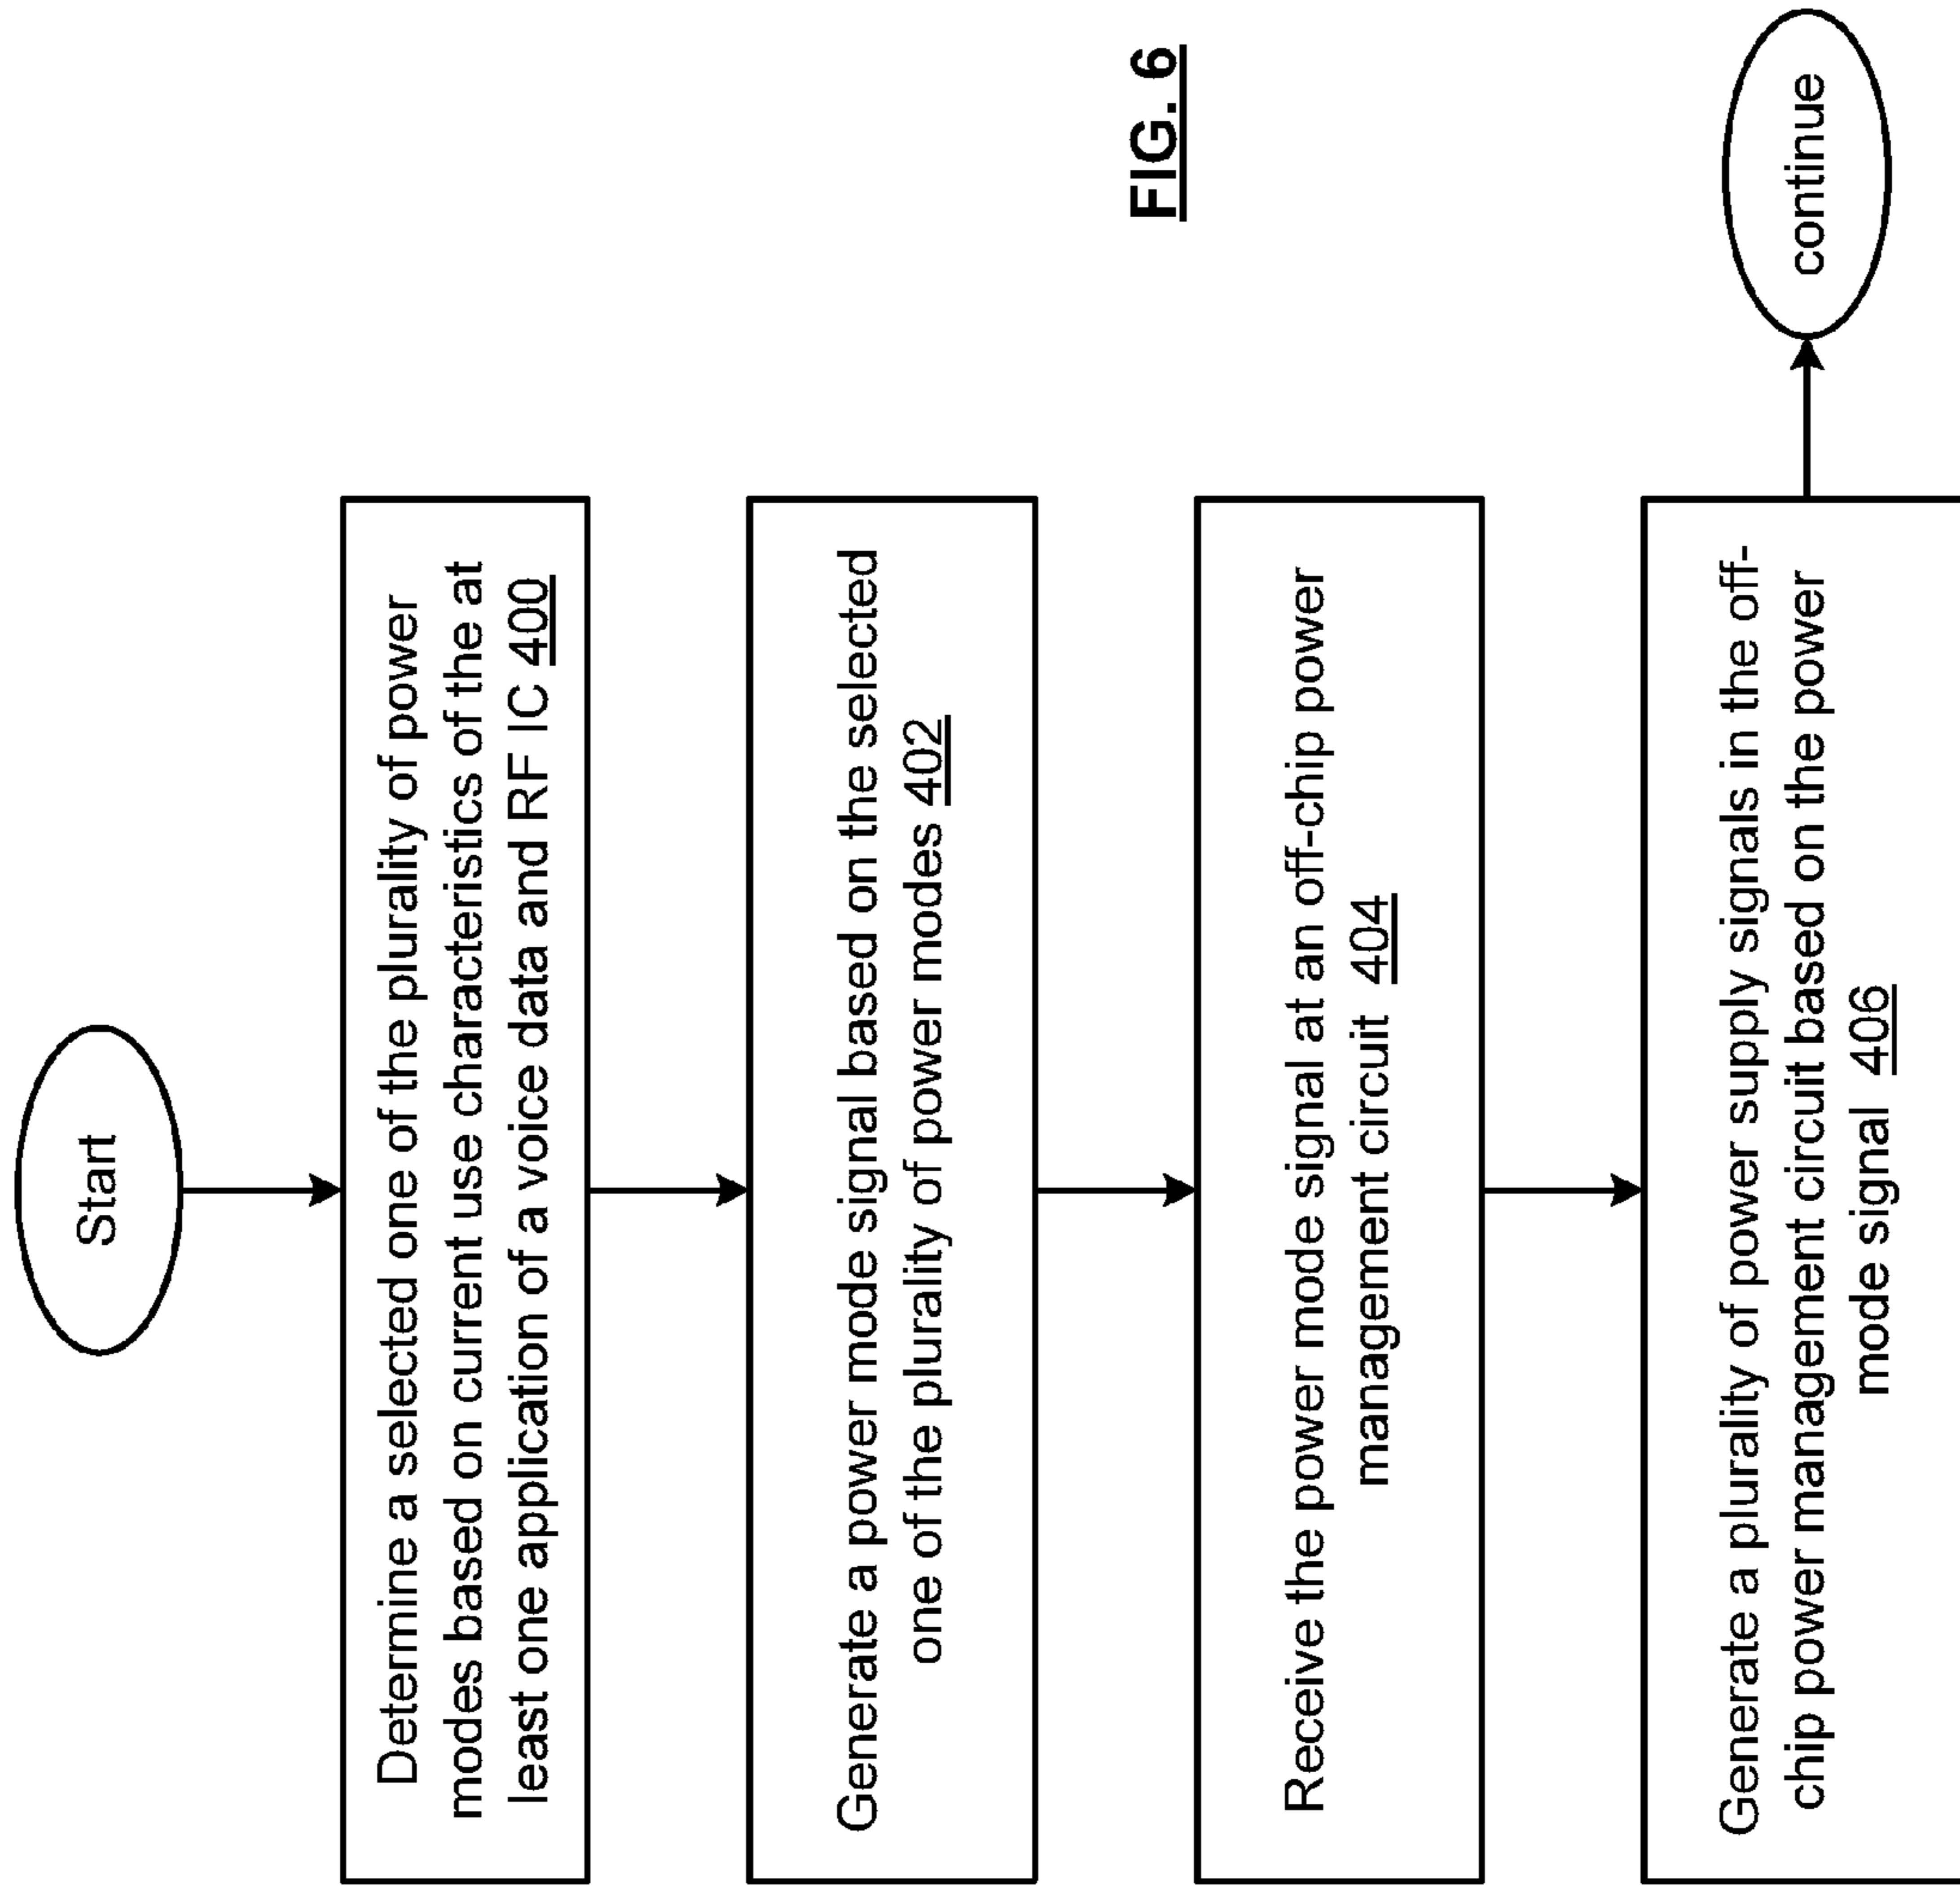 Start
Determine a selected one of the plurality of power
modes based on current use characteristics of the at
least one application of a voice data and RF IC 400
Generate a power mode signal based on the selected
one of the plurality of power modes 402
Receive the power mode signal at an off-chip power
management circuit 404
Generate a plurality of power supply signals in the off-
chip power management circuit based on the power
mode signal 406
continue
FIG. 6